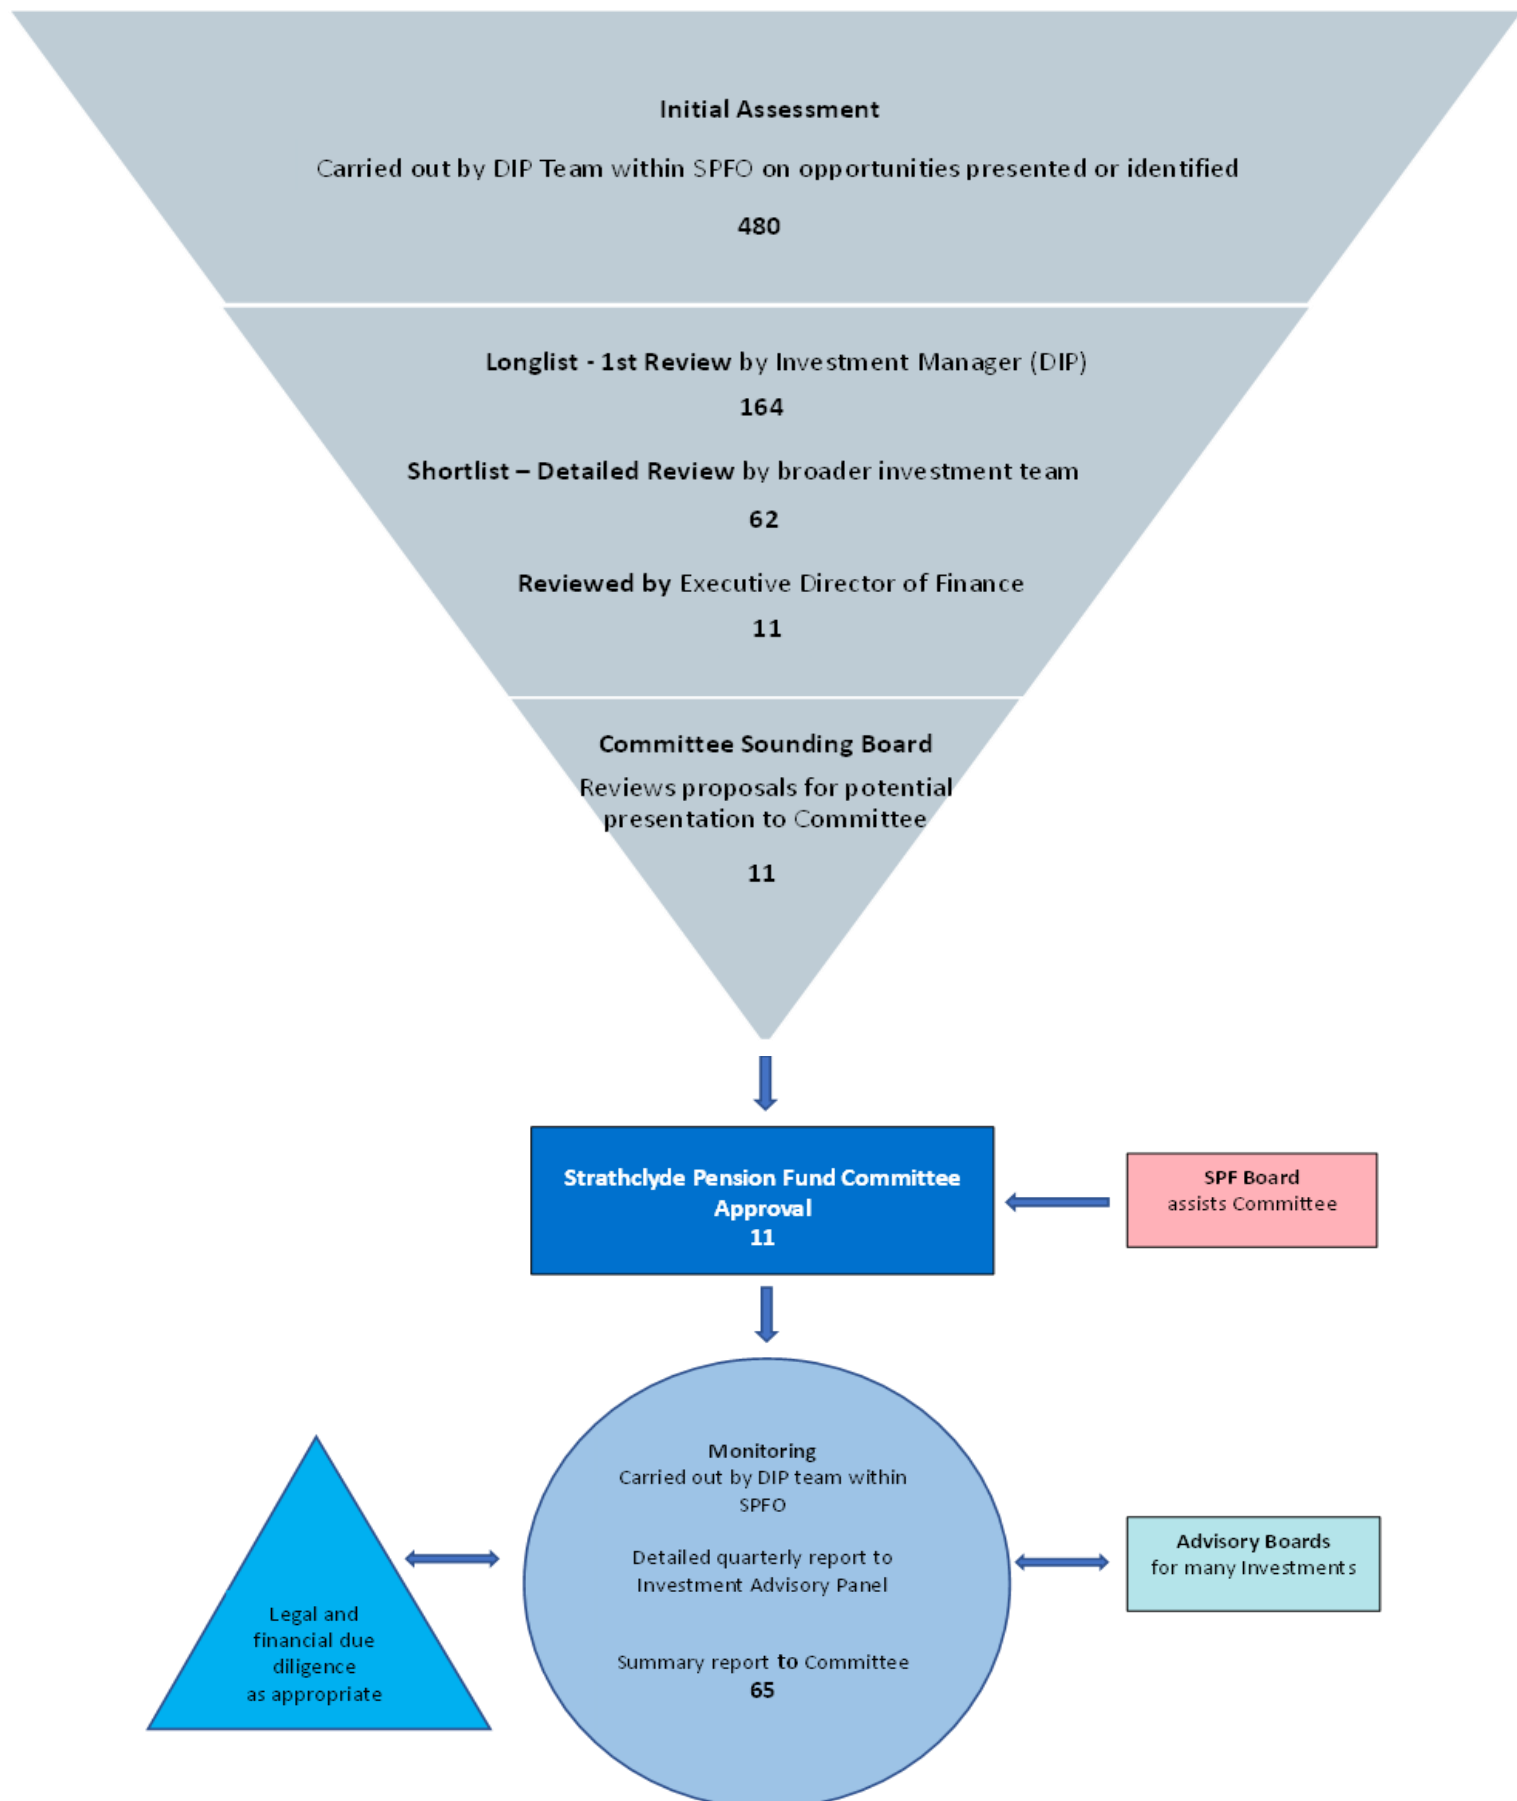 Initial Assessment
Carried out by DIP Team within SPFO on opportunities presented or identified
480
Longlist - 1st Review by Investment Manager (DIP)
164
Shortlist – Detailed Review by broader investment team
62
Reviewed by Executive Director of Finance
11
Committee Sounding Board
Reviews proposals for potential
presentation to Committee
11
Strathclyde Pension Fund Committee
Approval
11
SPF Board
assists Committee
Monitoring
Carried out by DIP team within
SPFO
Detailed quarterly report to
Investment Advisory Panel
Summary report to Committee
65
Legal and
financial due
diligence
as appropriate
Advisory Boards
for many Investments